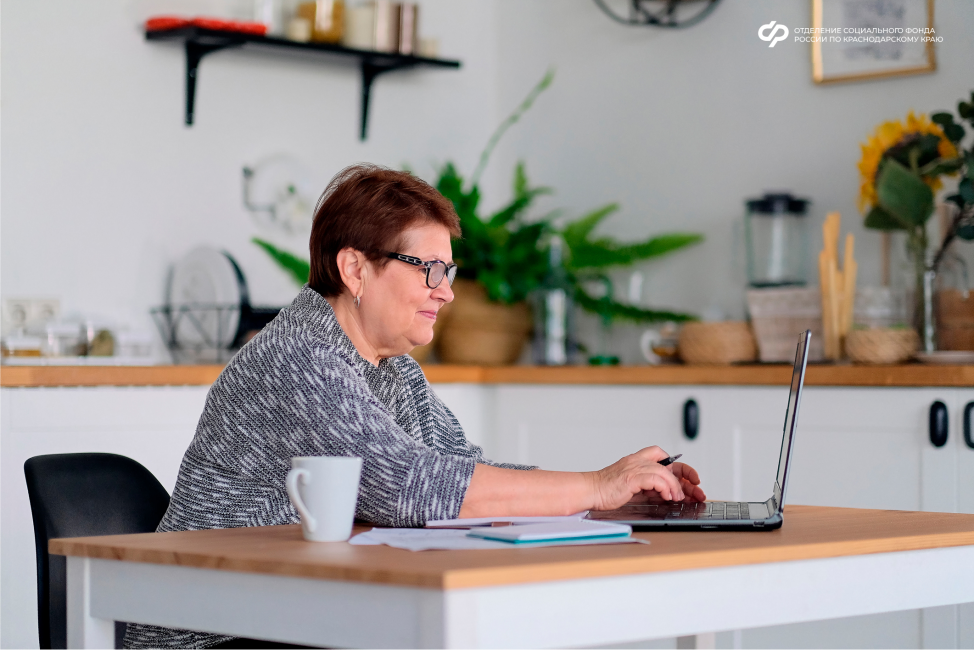 ОТДЕЛЕНИЕ СОЦИАЛЬНОГО ФОНДА
РОССИИ ПО КРАСНОДАРСКОМУ КРАЮ